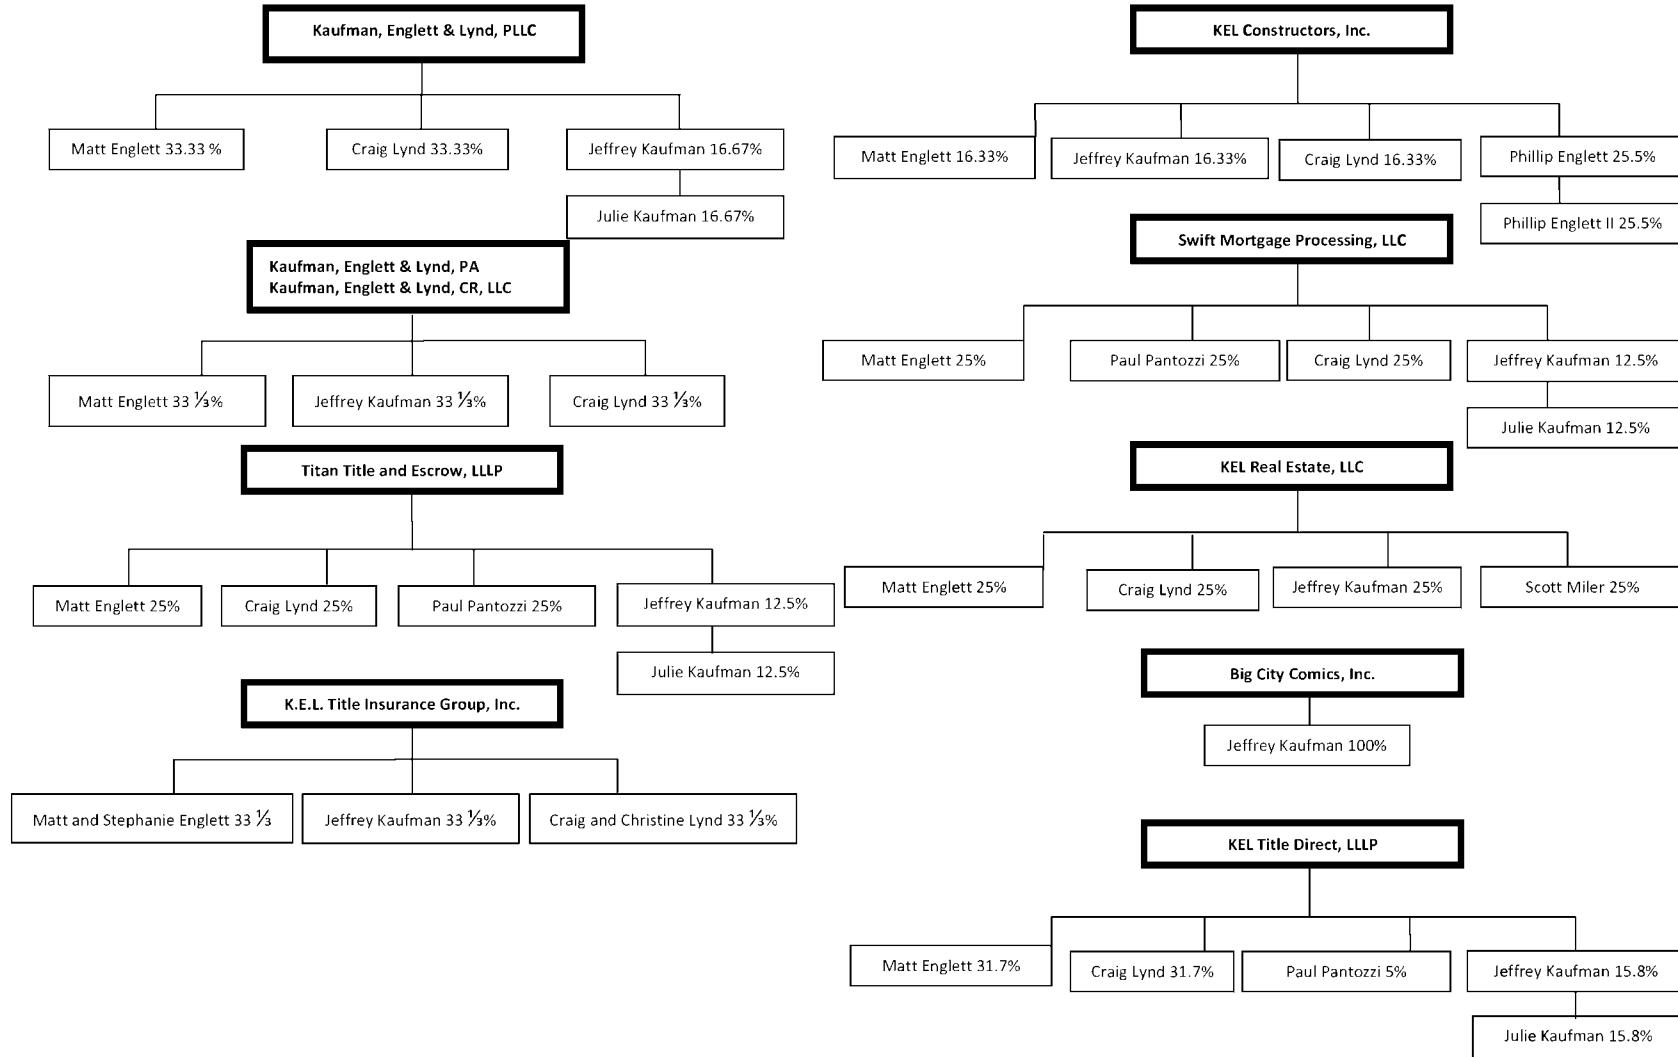 Kaufman, Englett & Lynd, PLLC
Matt Englett 33.33 %
Craig Lynd 33.33%
Jeffrey Kaufman 16.67%
Julie Kaufman 16.67%
Kaufman, Englett & Lynd, PA
Kaufman, Englett & Lynd, CR, LLC
Matt Englett 33 ⅓%
Jeffrey Kaufman 33 ⅓%
Craig Lynd 33 ⅓%
Titan Title and Escrow, LLLP
Matt Englett 25%
Craig Lynd 25%
Paul Pantozzi 25%
Jeffrey Kaufman 12.5%
Julie Kaufman 12.5%
K.E.L. Title Insurance Group, Inc.
Matt and Stephanie Englett 33 ⅓
Jeffrey Kaufman 33 ⅓%
Craig and Christine Lynd 33 ⅓%
KEL Constructors, Inc.
Matt Englett 16.33%
Jeffrey Kaufman 16.33%
Craig Lynd 16.33%
Phillip Englett 25.5%
Phillip Englett II 25.5%
Swift Mortgage Processing, LLC
Matt Englett 25%
Paul Pantozzi 25%
Craig Lynd 25%
Jeffrey Kaufman 12.5%
Julie Kaufman 12.5%
KEL Real Estate, LLC
Matt Englett 25%
Craig Lynd 25%
Jeffrey Kaufman 25%
Scott Miler 25%
Big City Comics, Inc.
Jeffrey Kaufman 100%
KEL Title Direct, LLLP
Matt Englett 31.7%
Craig Lynd 31.7%
Paul Pantozzi 5%
Jeffrey Kaufman 15.8%
Julie Kaufman 15.8%